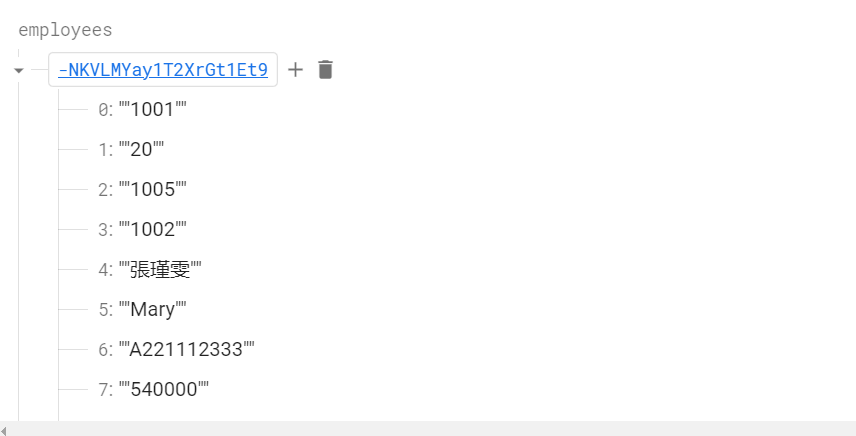 employees
-NKVLMYay1T2XrGt1Et9
0: ""1001""
1: ""20""
2: ""1005""
3: ""1002""
4: ""張瑾雯""
5: ""Mary""
6: ""A221112333""
7: ""540000""